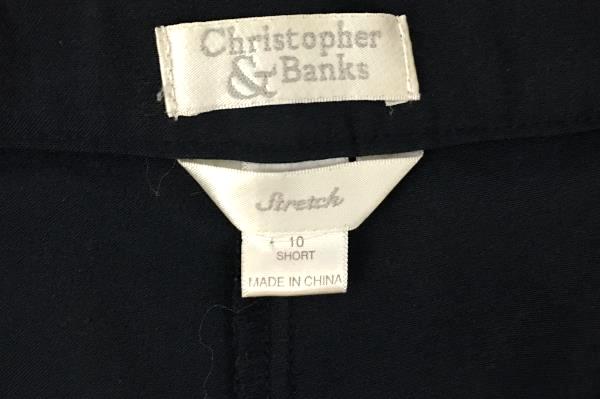 Christopher
& Banks
Stretch
10
SHORT
MADE IN CHINA